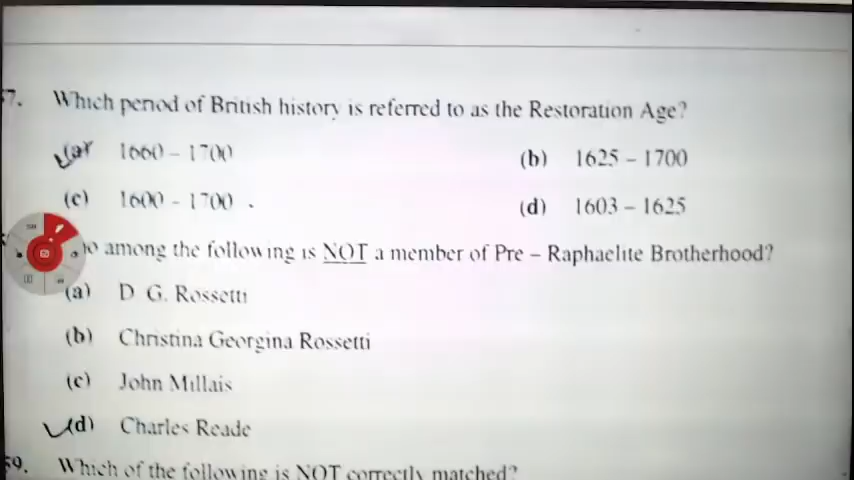 57. Which period of British history is referred to as the Restoration Age?
(a) 1660 – 1700 (b) 1625 – 1700
(c) 1600 - 1700 (d) 1603 – 1625
among the following is NOT a member of Pre – Raphaelite Brotherhood?
(a) D G. Rossetti
(b) Christina Georgina Rossetti
(c) John Millais
(d) Charles Reade
59. Which of the following is NOT correctly matched?